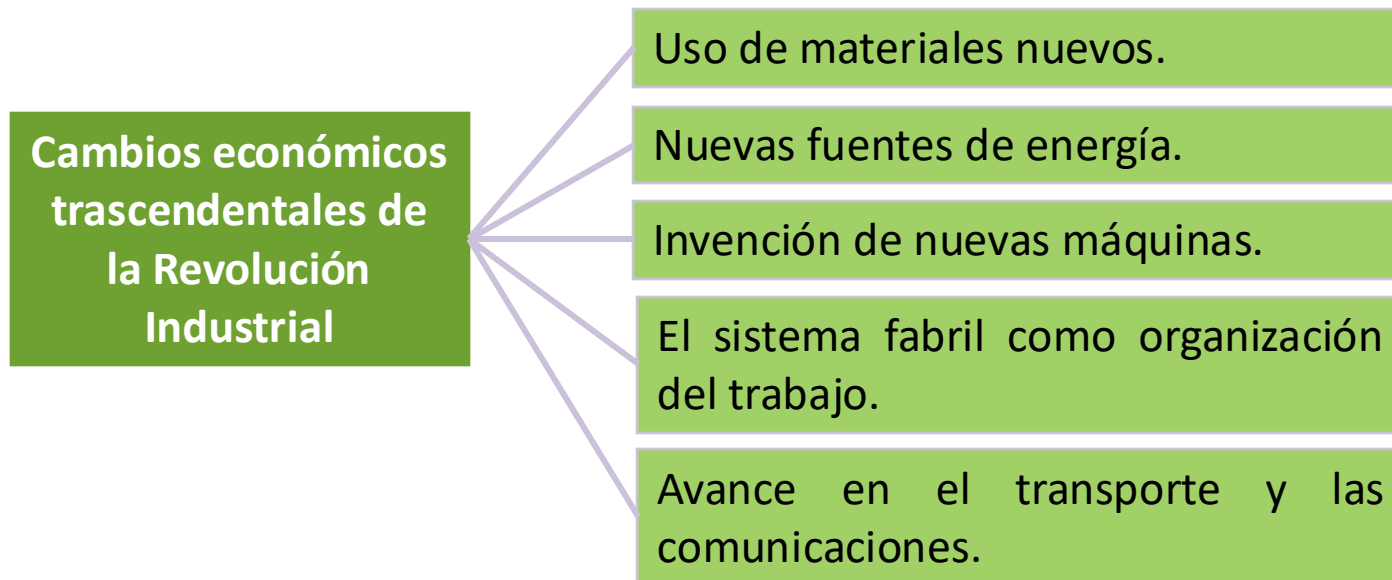 Cambios económicos
trascendentales de
la Revolución
Industrial
Uso de materiales nuevos.
Nuevas fuentes de energía.
Invención de nuevas máquinas.
El sistema fabril como organización
del trabajo.
Avance en el transporte y las
comunicaciones.